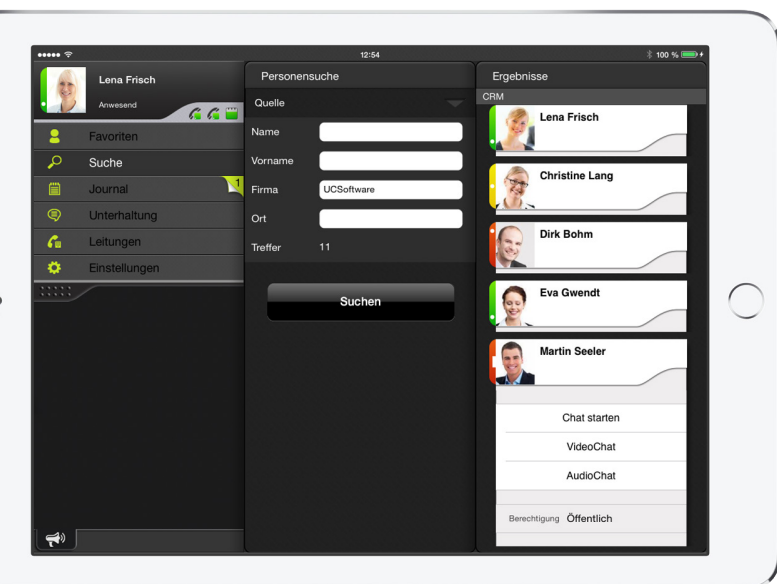 12:54
100 %
Lena Frisch
Anwesend
Favoriten
Suche
Journal
1
Unterhaltung
Leitungen
Einstellungen
Personensuche
Quelle
Name
Vorname
Firma UCSoftware
Ort
Treffer 11
Suchen
Ergebnisse
CRM
Lena Frisch
Christine Lang
Dirk Bohm
Eva Gwendt
Martin Seeler
Chat starten
VideoChat
AudioChat
Berechtigung Öffentlich